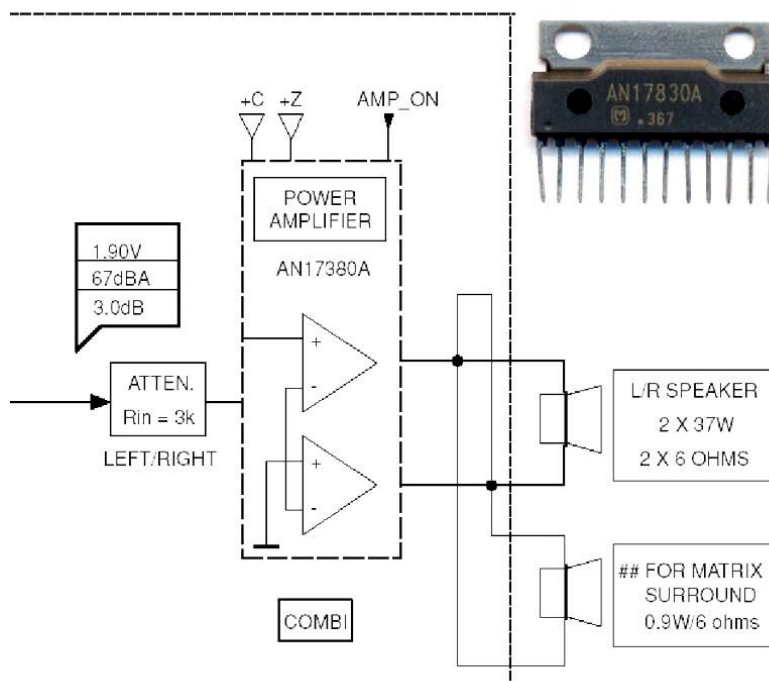 +C
+Z
AMP_ON
AN17830A
.367
POWER
AMPLIFIER
AN17380A
1.90V
67dBA
3.0dB
+
-
ATTEN.
Rin = 3k
LEFT/RIGHT
+
-
L/R SPEAKER
2 X 37W
2 X 6 OHMS
## FOR MATRIX
SURROUND
0.9W/6 ohms
COMBI